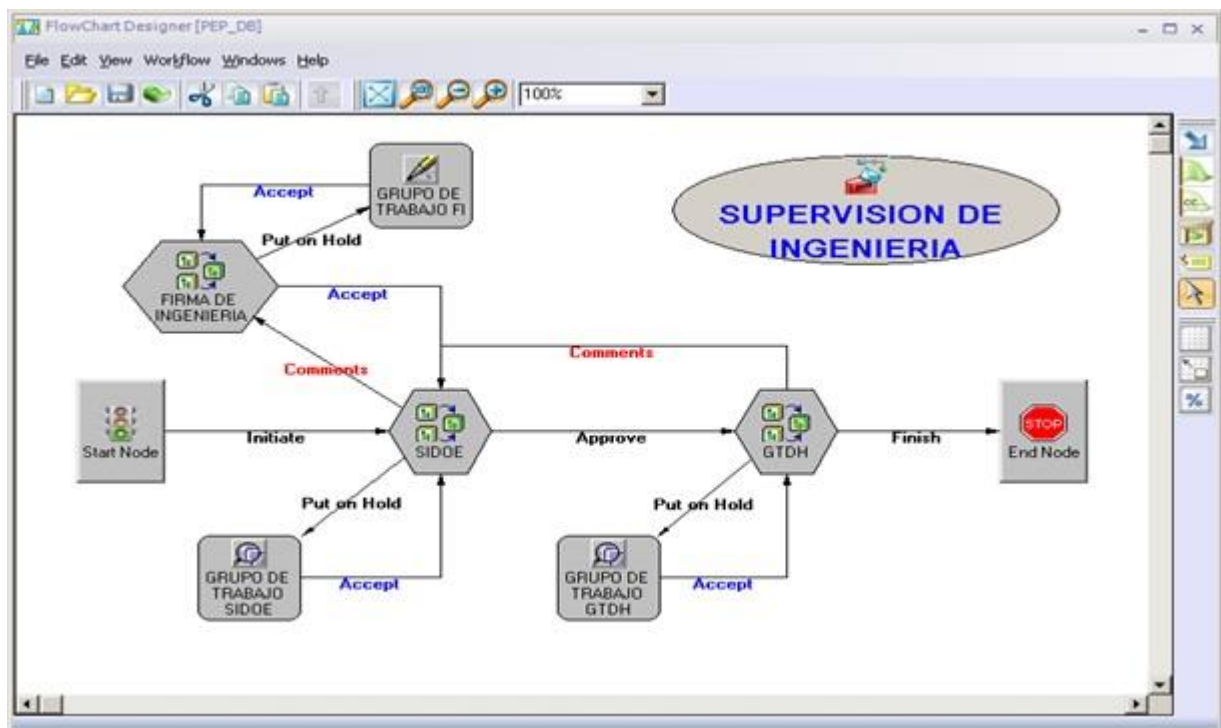 FlowChart Designer [PEP_DB]
File Edit View Workflow Windows Help
100%
GRUPO DE
TRABAJO FI
Accept
Put on Hold
SUPERVISION DE
INGENIERIA
FIRMA DE
INGENIERIA
Accept
Comments
Comments
Start Node
Initiate
SIDOE
Approve
GTDH
Finish
STOP
End Node
Put on Hold
Put on Hold
GRUPO DE
TRABAJO
SIDOE
Accept
GRUPO DE
TRABAJO
GTDH
Accept